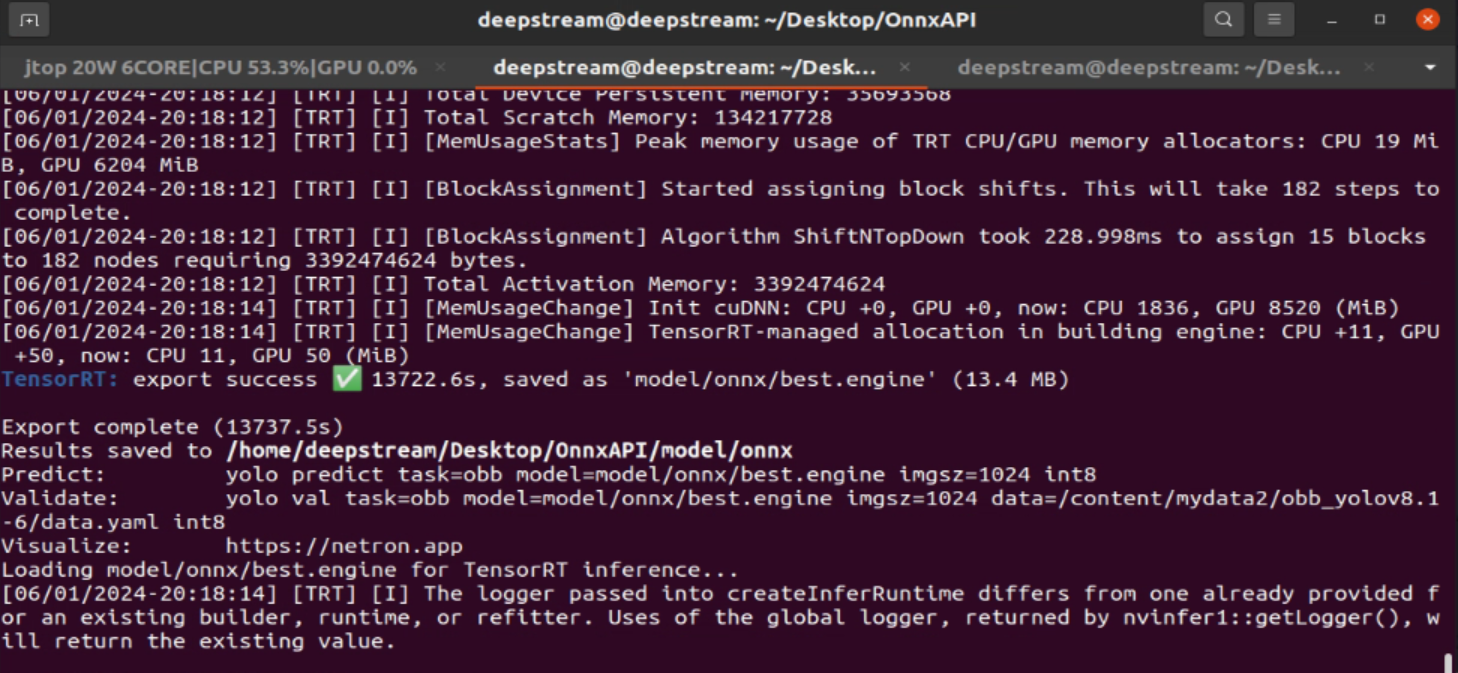 deepstream@deepstream: ~/Desktop/OnnxAPI
jtop 20W 6CORE|CPU 53.3%|GPU 0.0%
deepstream@deepstream: ~/Desk...
deepstream@deepstream: ~/Desk...
[06/01/2024-20:18:12] [TRT] [I] Total Device Persistent Memory: 35693568
[06/01/2024-20:18:12] [TRT] [I] Total Scratch Memory: 134217728
[06/01/2024-20:18:12] [TRT] [I] [MemUsageStats] Peak memory usage of TRT CPU/GPU memory allocators: CPU 19 Mi
B, GPU 6204 MiB
[06/01/2024-20:18:12] [TRT] [I] [BlockAssignment] Started assigning block shifts. This will take 182 steps to
 complete.
[06/01/2024-20:18:12] [TRT] [I] [BlockAssignment] Algorithm ShiftNTopDown took 228.998ms to assign 15 blocks
to 182 nodes requiring 3392474624 bytes.
[06/01/2024-20:18:12] [TRT] [I] Total Activation Memory: 3392474624
[06/01/2024-20:18:14] [TRT] [I] [MemUsageChange] Init cuDNN: CPU +0, GPU +0, now: CPU 1836, GPU 8520 (MiB)
[06/01/2024-20:18:14] [TRT] [I] [MemUsageChange] TensorRT-managed allocation in building engine: CPU +11, GPU
 +50, now: CPU 11, GPU 50 (MiB)
TensorRT: export success ✅ 13722.6s, saved as 'model/onnx/best.engine' (13.4 MB)
Export complete (13737.5s)
Results saved to /home/deepstream/Desktop/OnnxAPI/model/onnx
Predict: yolo predict task=obb model=model/onnx/best.engine imgsz=1024 int8
Validate: yolo val task=obb model=model/onnx/best.engine imgsz=1024 data=/content/mydata2/obb_yolov8.1
-6/data.yaml int8
Visualize: https://netron.app
Loading model/onnx/best.engine for TensorRT inference...
[06/01/2024-20:18:14] [TRT] [I] The logger passed into createInferRuntime differs from one already provided f
or an existing builder, runtime, or refitter. Uses of the global logger, returned by nvinfer1::getLogger(), w
ill return the existing value.